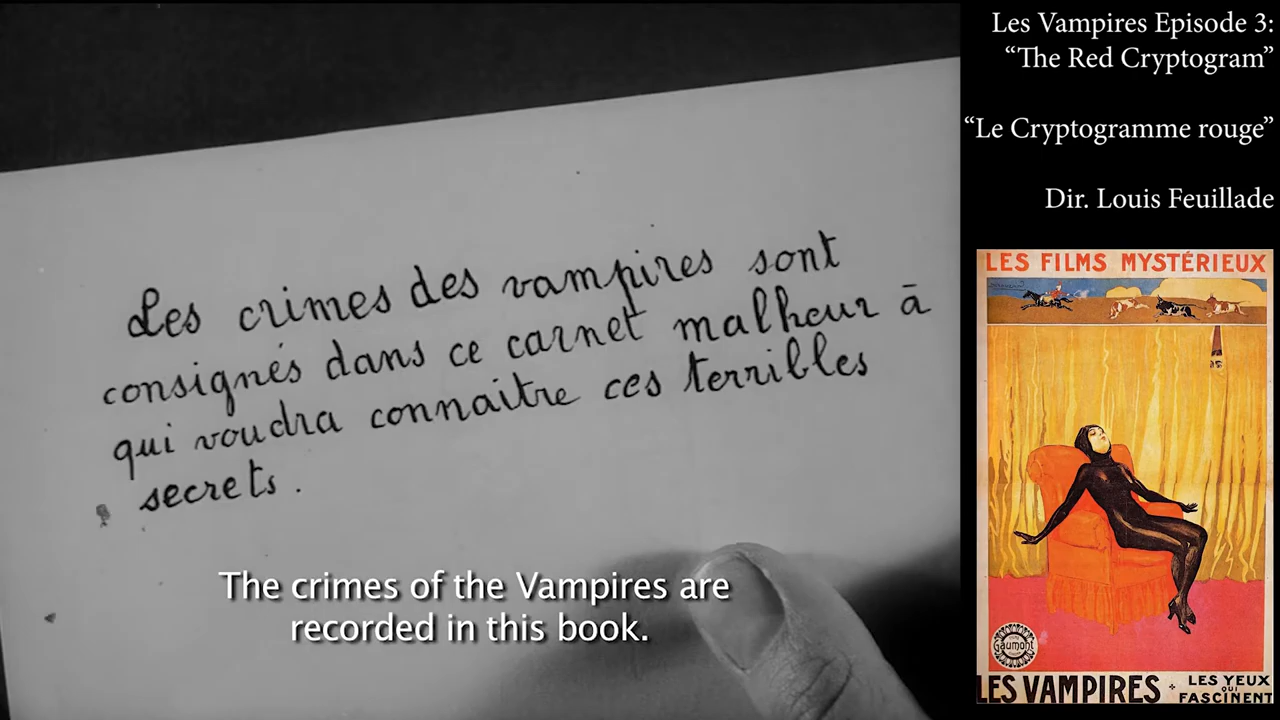 Les crimes des vampires sont
consignés dans ce carnet malheur à
qui voudra connaitre ces terribles
secrets.
The crimes of the Vampires are
recorded in this book.
Les Vampires Episode 3:
“The Red Cryptogram”
“Le Cryptogramme rouge”
Dir. Louis Feuillade
LES FILMS MYSTÉRIEUX
Gaumont
LES VAMPIRES
LES YEUX
QUI
FASCINENT